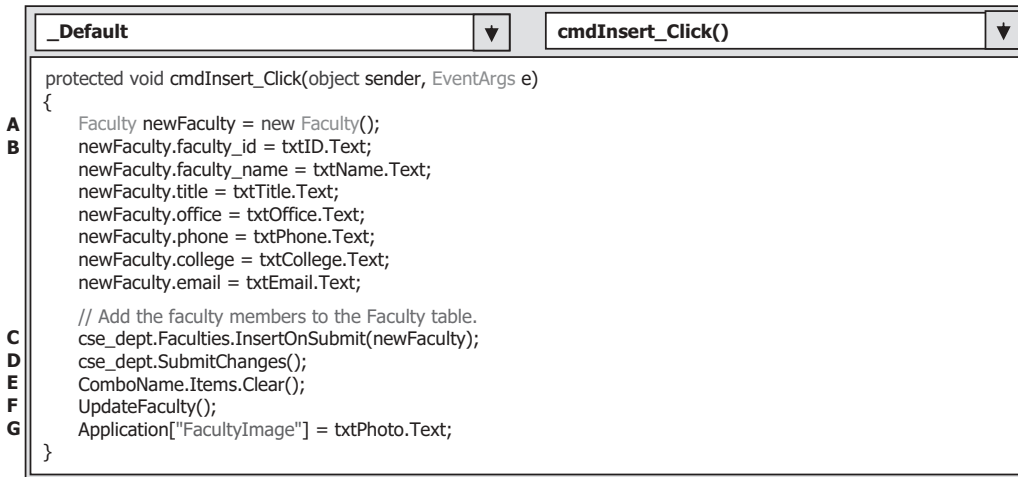 _Default cmdInsert_Click()
protected void cmdInsert_Click(object sender, EventArgs e)
{
A Faculty newFaculty = new Faculty();
B newFaculty.faculty_id = txtID.Text;
newFaculty.faculty_name = txtName.Text;
newFaculty.title = txtTitle.Text;
newFaculty.office = txtOffice.Text;
newFaculty.phone = txtPhone.Text;
newFaculty.college = txtCollege.Text;
newFaculty.email = txtEmail.Text;
// Add the faculty members to the Faculty table.
C cse_dept.Faculties.InsertOnSubmit(newFaculty);
D cse_dept.SubmitChanges();
E ComboName.Items.Clear();
F UpdateFaculty();
G Application["FacultyImage"] = txtPhoto.Text;
}